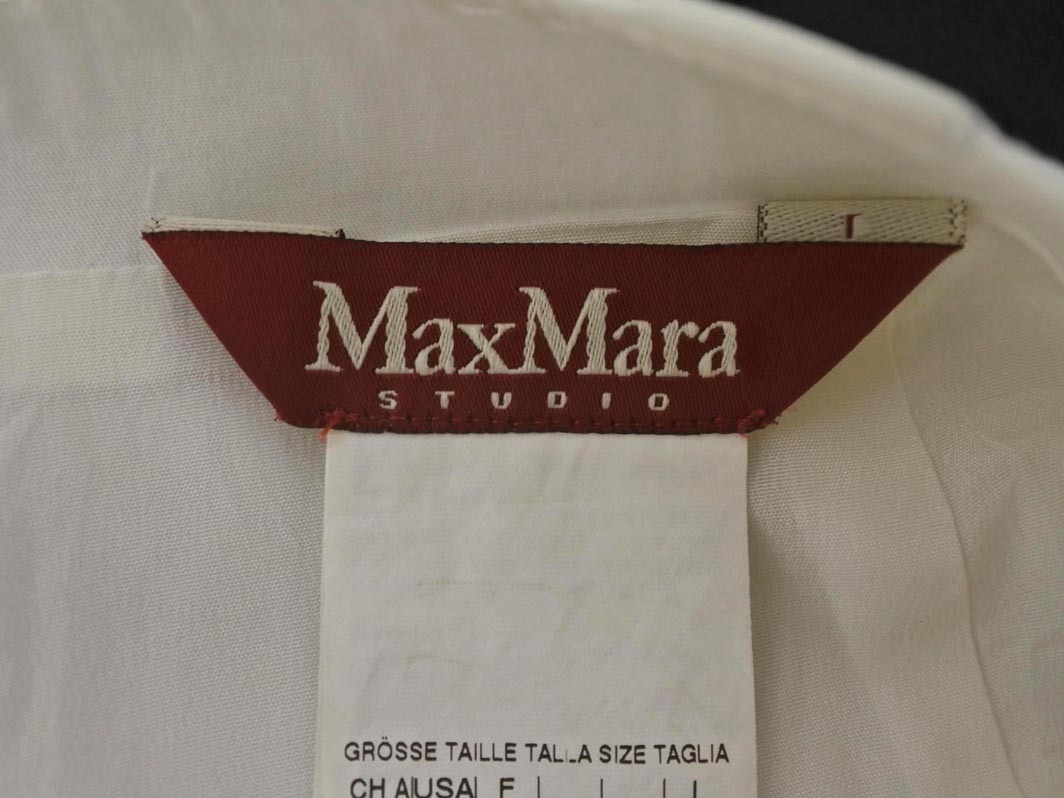 MaxMara
STUDIO
GRÖSSE TAILLE TALLA SIZE TAGLIA
CH A USA F